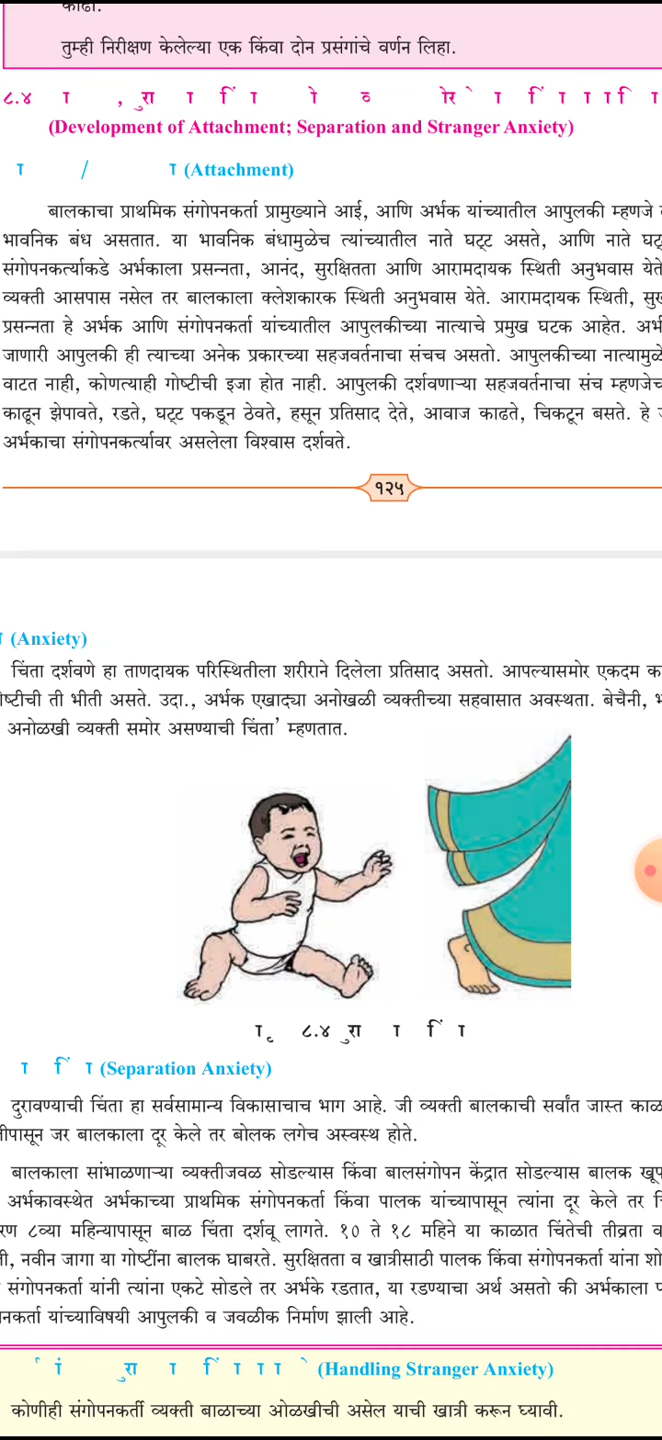 तुम्ही निरीक्षण केलेल्या एक किंवा दोन प्रसंगांचे वर्णन लिहा.
८.४
(Development of Attachment; Separation and Stranger Anxiety)
/ (Attachment)
बालकाचा प्राथमिक संगोपनकर्ता प्रामुख्याने आई, आणि अर्भक यांच्यातील आपुलकी म्हणजे
भावनिक बंध असतात. या भावनिक बंधामुळेच त्यांच्यातील नाते घट्ट असते, आणि नाते
संगोपनकर्त्याकडे अर्भकाला प्रसन्नता, आनंद, सुरक्षितता आणि आरामदायक स्थिती अनुभवास येते
व्यक्ती आसपास नसेल तर बालकाला क्लेशकारक स्थिती अनुभवास येते. आरामदायक स्थिती,
प्रसन्नता हे अर्भक आणि संगोपनकर्ता यांच्यातील आपुलकीच्या नात्याचे प्रमुख घटक आहेत.
जाणारी आपुलकी ही त्याच्या अनेक प्रकारच्या सहजवर्तनाचा संचच असतो. आपुलकीच्या नात्यामुळे
वाटत नाही, कोणत्याही गोष्टीची इजा होत नाही. आपुलकी दर्शवणाऱ्या सहजवर्तनाचा संच म्हणजेच
काढून झेपावते, रडते, घट्ट पकडून ठेवते, हसून प्रतिसाद देते, आवाज काढते, चिकटून बसते. हे
अर्भकाचा संगोपनकर्त्यावर असलेला विश्वास दर्शवते.
१२५
(Anxiety)
चिंता दर्शवणे हा ताणदायक परिस्थितीला शरीराने दिलेला प्रतिसाद असतो. आपल्यासमोर एकदम
ती भीती असते. उदा., अर्भक एखाद्या अनोखळी व्यक्तीच्या सहवासात अवस्थता. बेचैनी,
अनोळखी व्यक्ती समोर असण्याची चिंता’ म्हणतात.
८.४
(Separation Anxiety)
दुरावण्याची चिंता हा सर्वसामान्य विकासाचाच भाग आहे. जी व्यक्ती बालकाची सर्वांत जास्त काळ
जर बालकाला दूर केले तर बोलक लगेच अस्वस्थ होते.
बालकाला सांभाळणाऱ्या व्यक्तीजवळ सोडल्यास किंवा बालसंगोपन केंद्रात सोडल्यास बालक
अर्भकावस्थेत अर्भकाच्या प्राथमिक संगोपनकर्ता किंवा पालक यांच्यापासून त्यांना दूर केले तर
८व्या महिन्यापासून बाळ चिंता दर्शवू लागते. १० ते १८ महिने या काळात चिंतेची तीव्रता
नवीन जागा या गोष्टींना बालक घाबरते. सुरक्षितता व खात्रीसाठी पालक किंवा संगोपनकर्ता यांना
संगोपनकर्ता यांनी त्यांना एकटे सोडले तर अर्भके रडतात, या रडण्याचा अर्थ असतो की अर्भकाला
यांच्याविषयी आपुलकी व जवळीक निर्माण झाली आहे.
(Handling Stranger Anxiety)
कोणीही संगोपनकर्ती व्यक्ती बाळाच्या ओळखीची असेल याची खात्री करून घ्यावी.